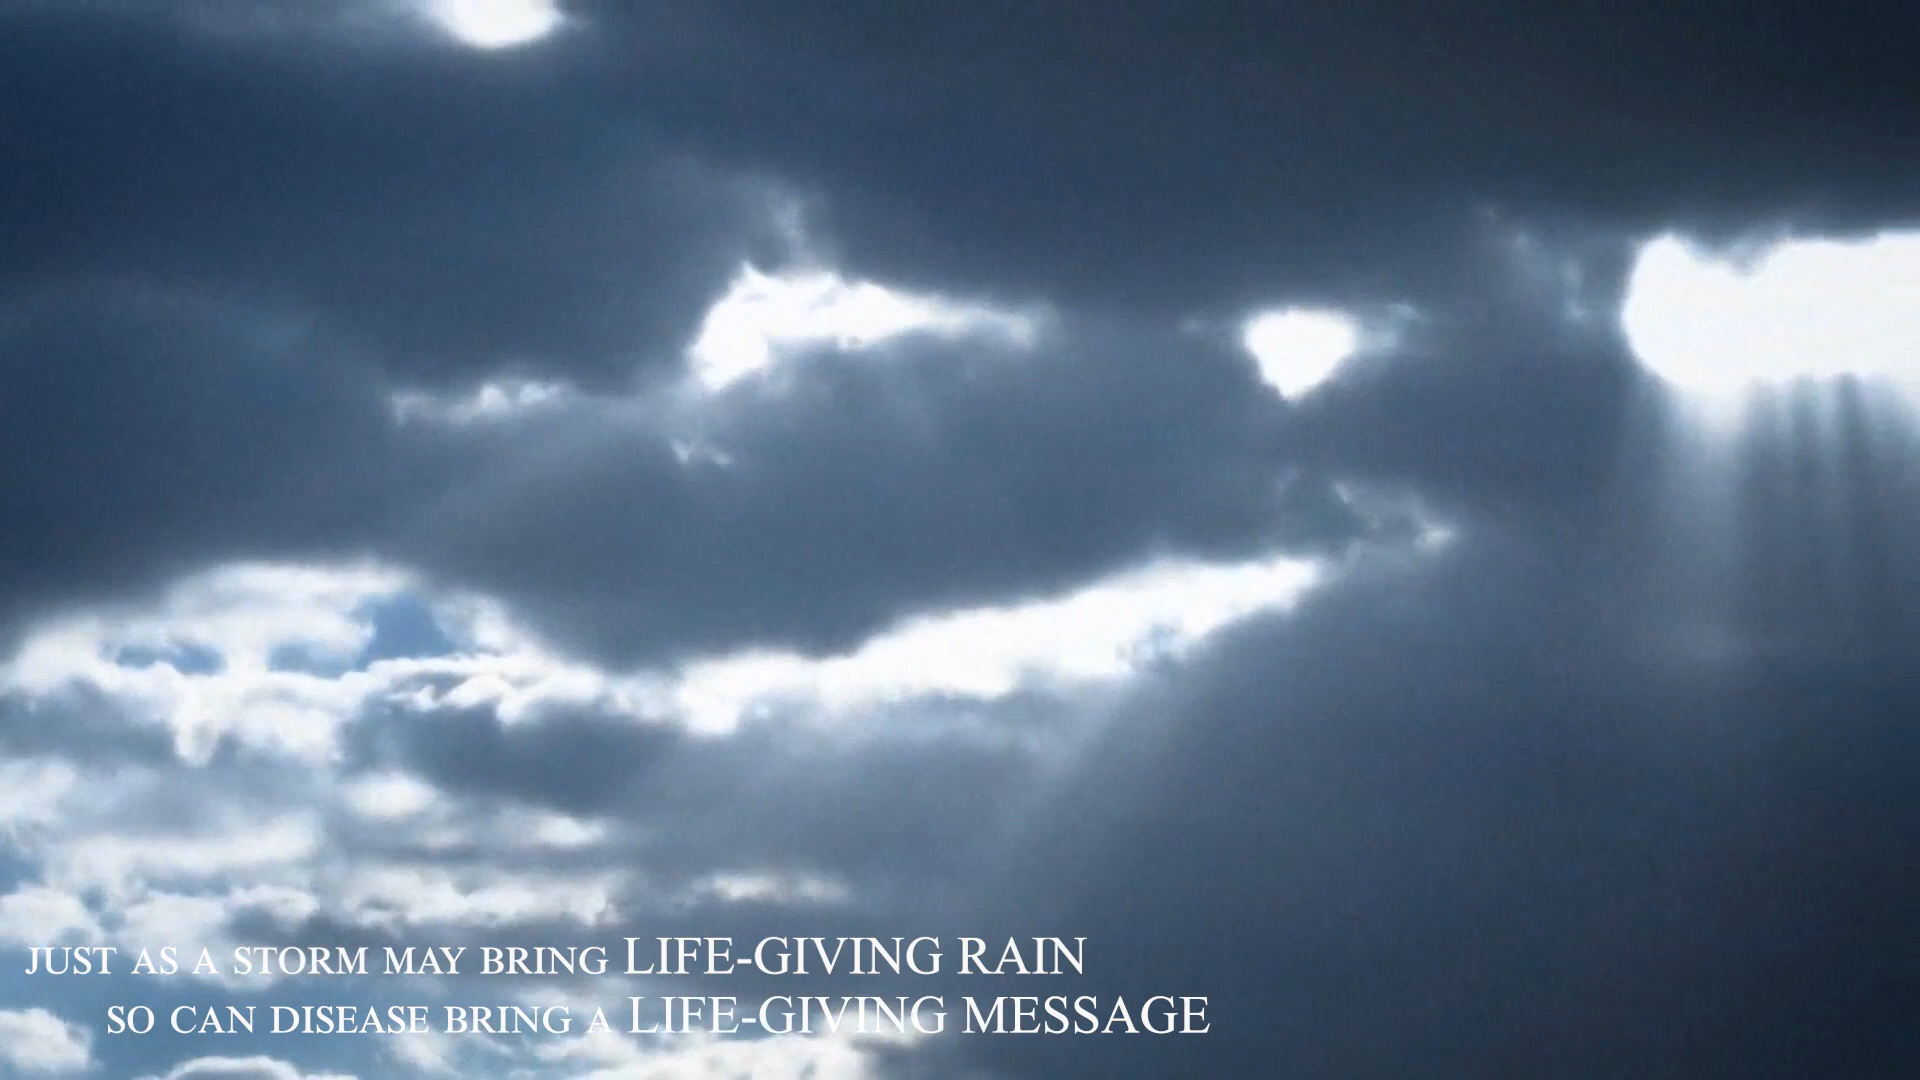 JUST AS A STORM MAY BRING LIFE-GIVING RAIN
SO CAN DISEASE BRING A LIFE-GIVING MESSAGE